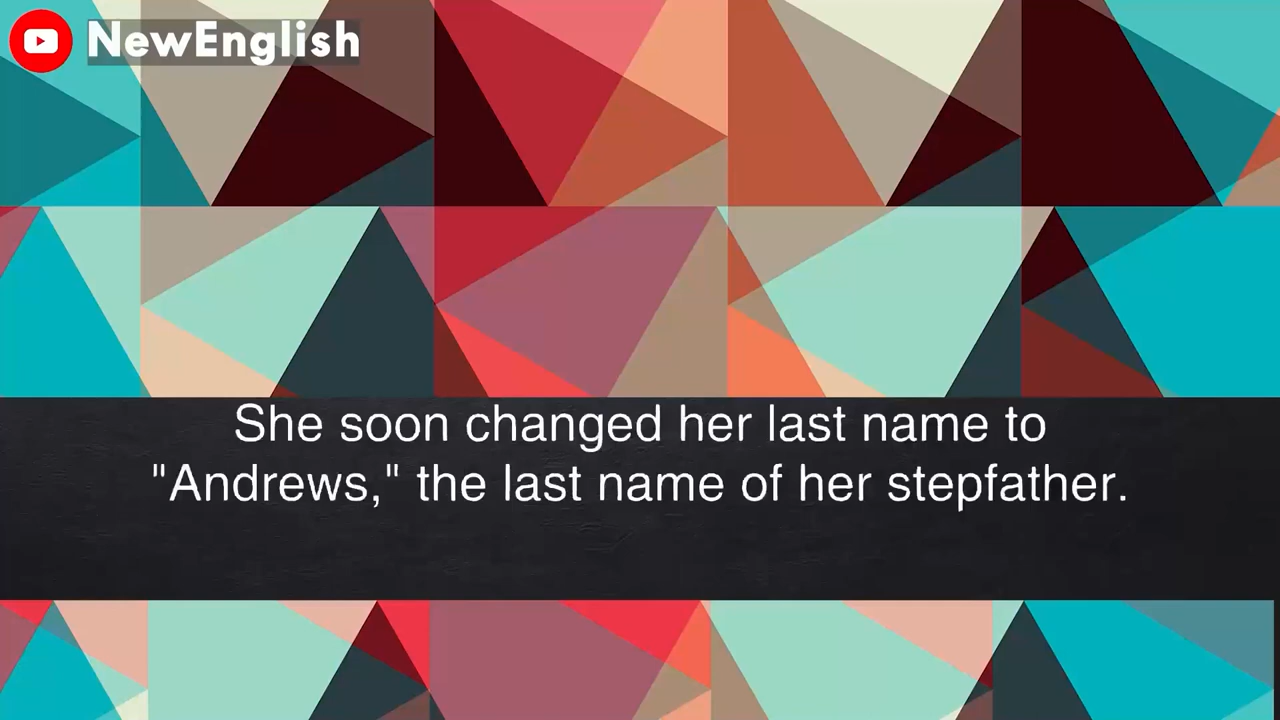 NewEnglish
She soon changed her last name to
"Andrews," the last name of her stepfather.